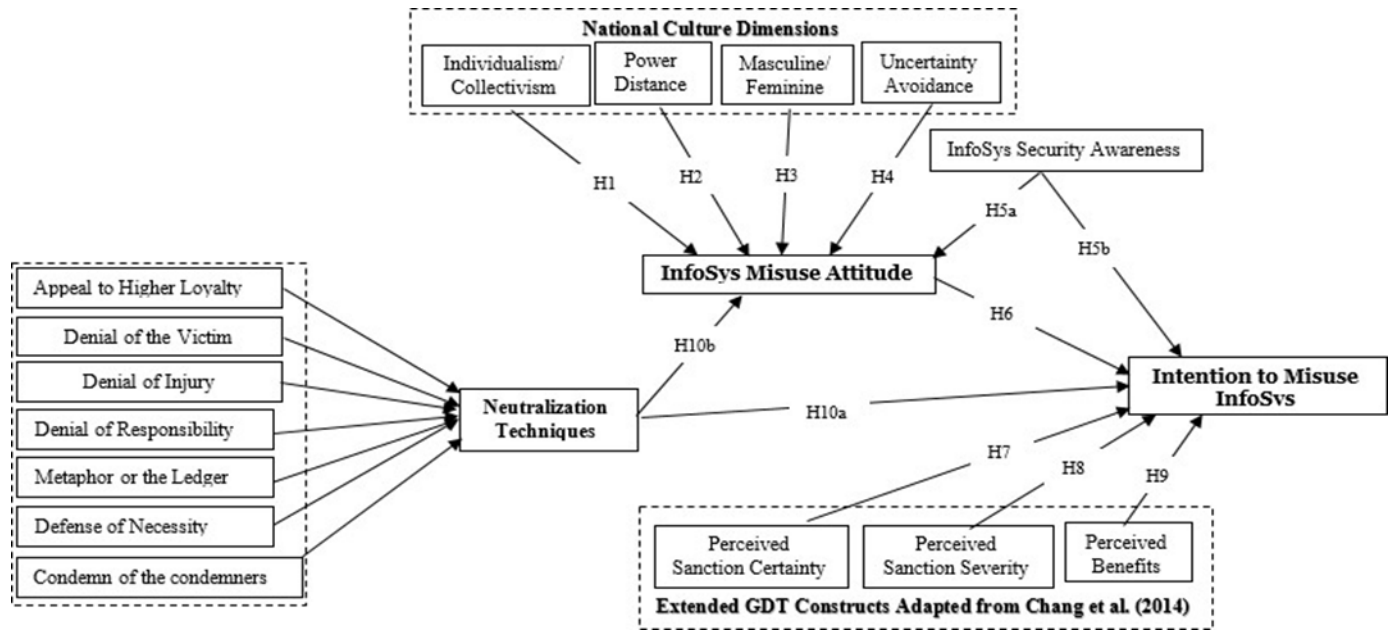 National Culture Dimensions
Individualism/
Collectivism
Power
Distance
Masculine/
Feminine
Uncertainty
Avoidance
InfoSys Security Awareness
H1
H2
H3
H4
H5a
H5b
InfoSys Misuse Attitude
Appeal to Higher Loyalty
Denial of the Victim
Denial of Injury
Denial of Responsibility
Metaphor or the Ledger
Defense of Necessity
Condemn of the condemners
H10b
H6
Neutralization
Techniques
H10a
Intention to Misuse
InfoSys
H7
H8
H9
Perceived
Sanction Certainty
Perceived
Sanction Severity
Perceived
Benefits
Extended GDT Constructs Adapted from Chang et al. (2014)